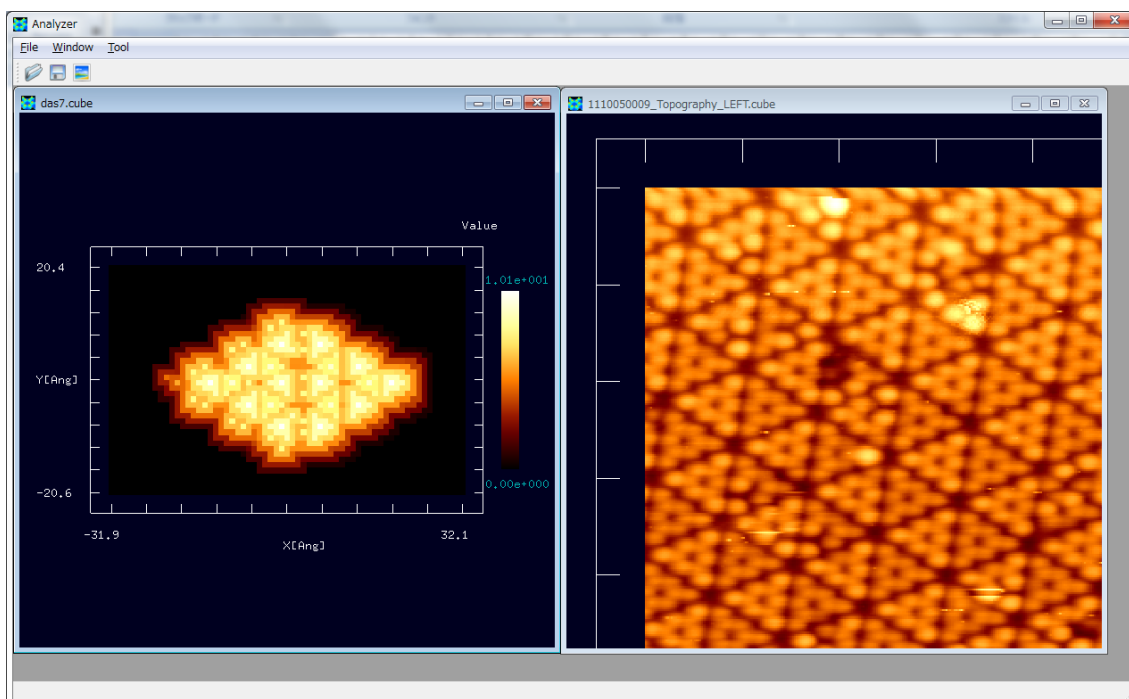 Analyzer
File Window Tool
das7.cube
1110050009_Topography_LEFT.cube
Value
20.4
1.01e+001
Y[Ang]
-20.6
0.00e+000
-31.9
32.1
X[Ang]